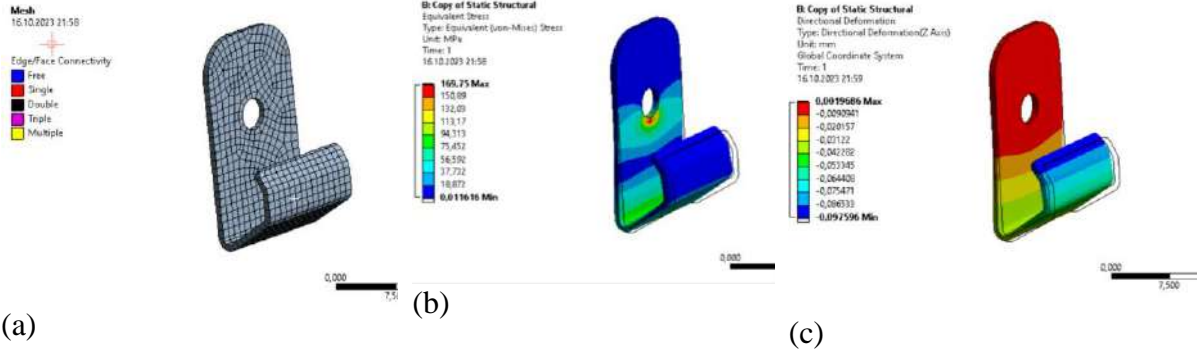 Mesh
16.10.2023 21:58
Edge/Face Connectivity
Free
Single
Double
Triple
Multiple
0,000
(a)
B: Copy of Static Structural
Equivalent Stress
Type: Equivalent (von-Mises) Stress
Unit: MPa
Time: 1
16.10.2023 21:58
169,75 Max
150,89
132,03
113,17
94,313
75,452
56,592
37,732
18,872
0,011616 Min
0,000
(b)
B: Copy of Static Structural
Directional Deformation
Type: Directional Deformation(Z Axis)
Unit: mm
Global Coordinate System
Time: 1
16.10.2023 21:59
0,0019686 Max
-0,0090941
-0,020157
-0,03122
-0,042282
-0,053345
-0,064408
-0,075471
-0,086533
-0,097596 Min
0,000
7,500
(c)